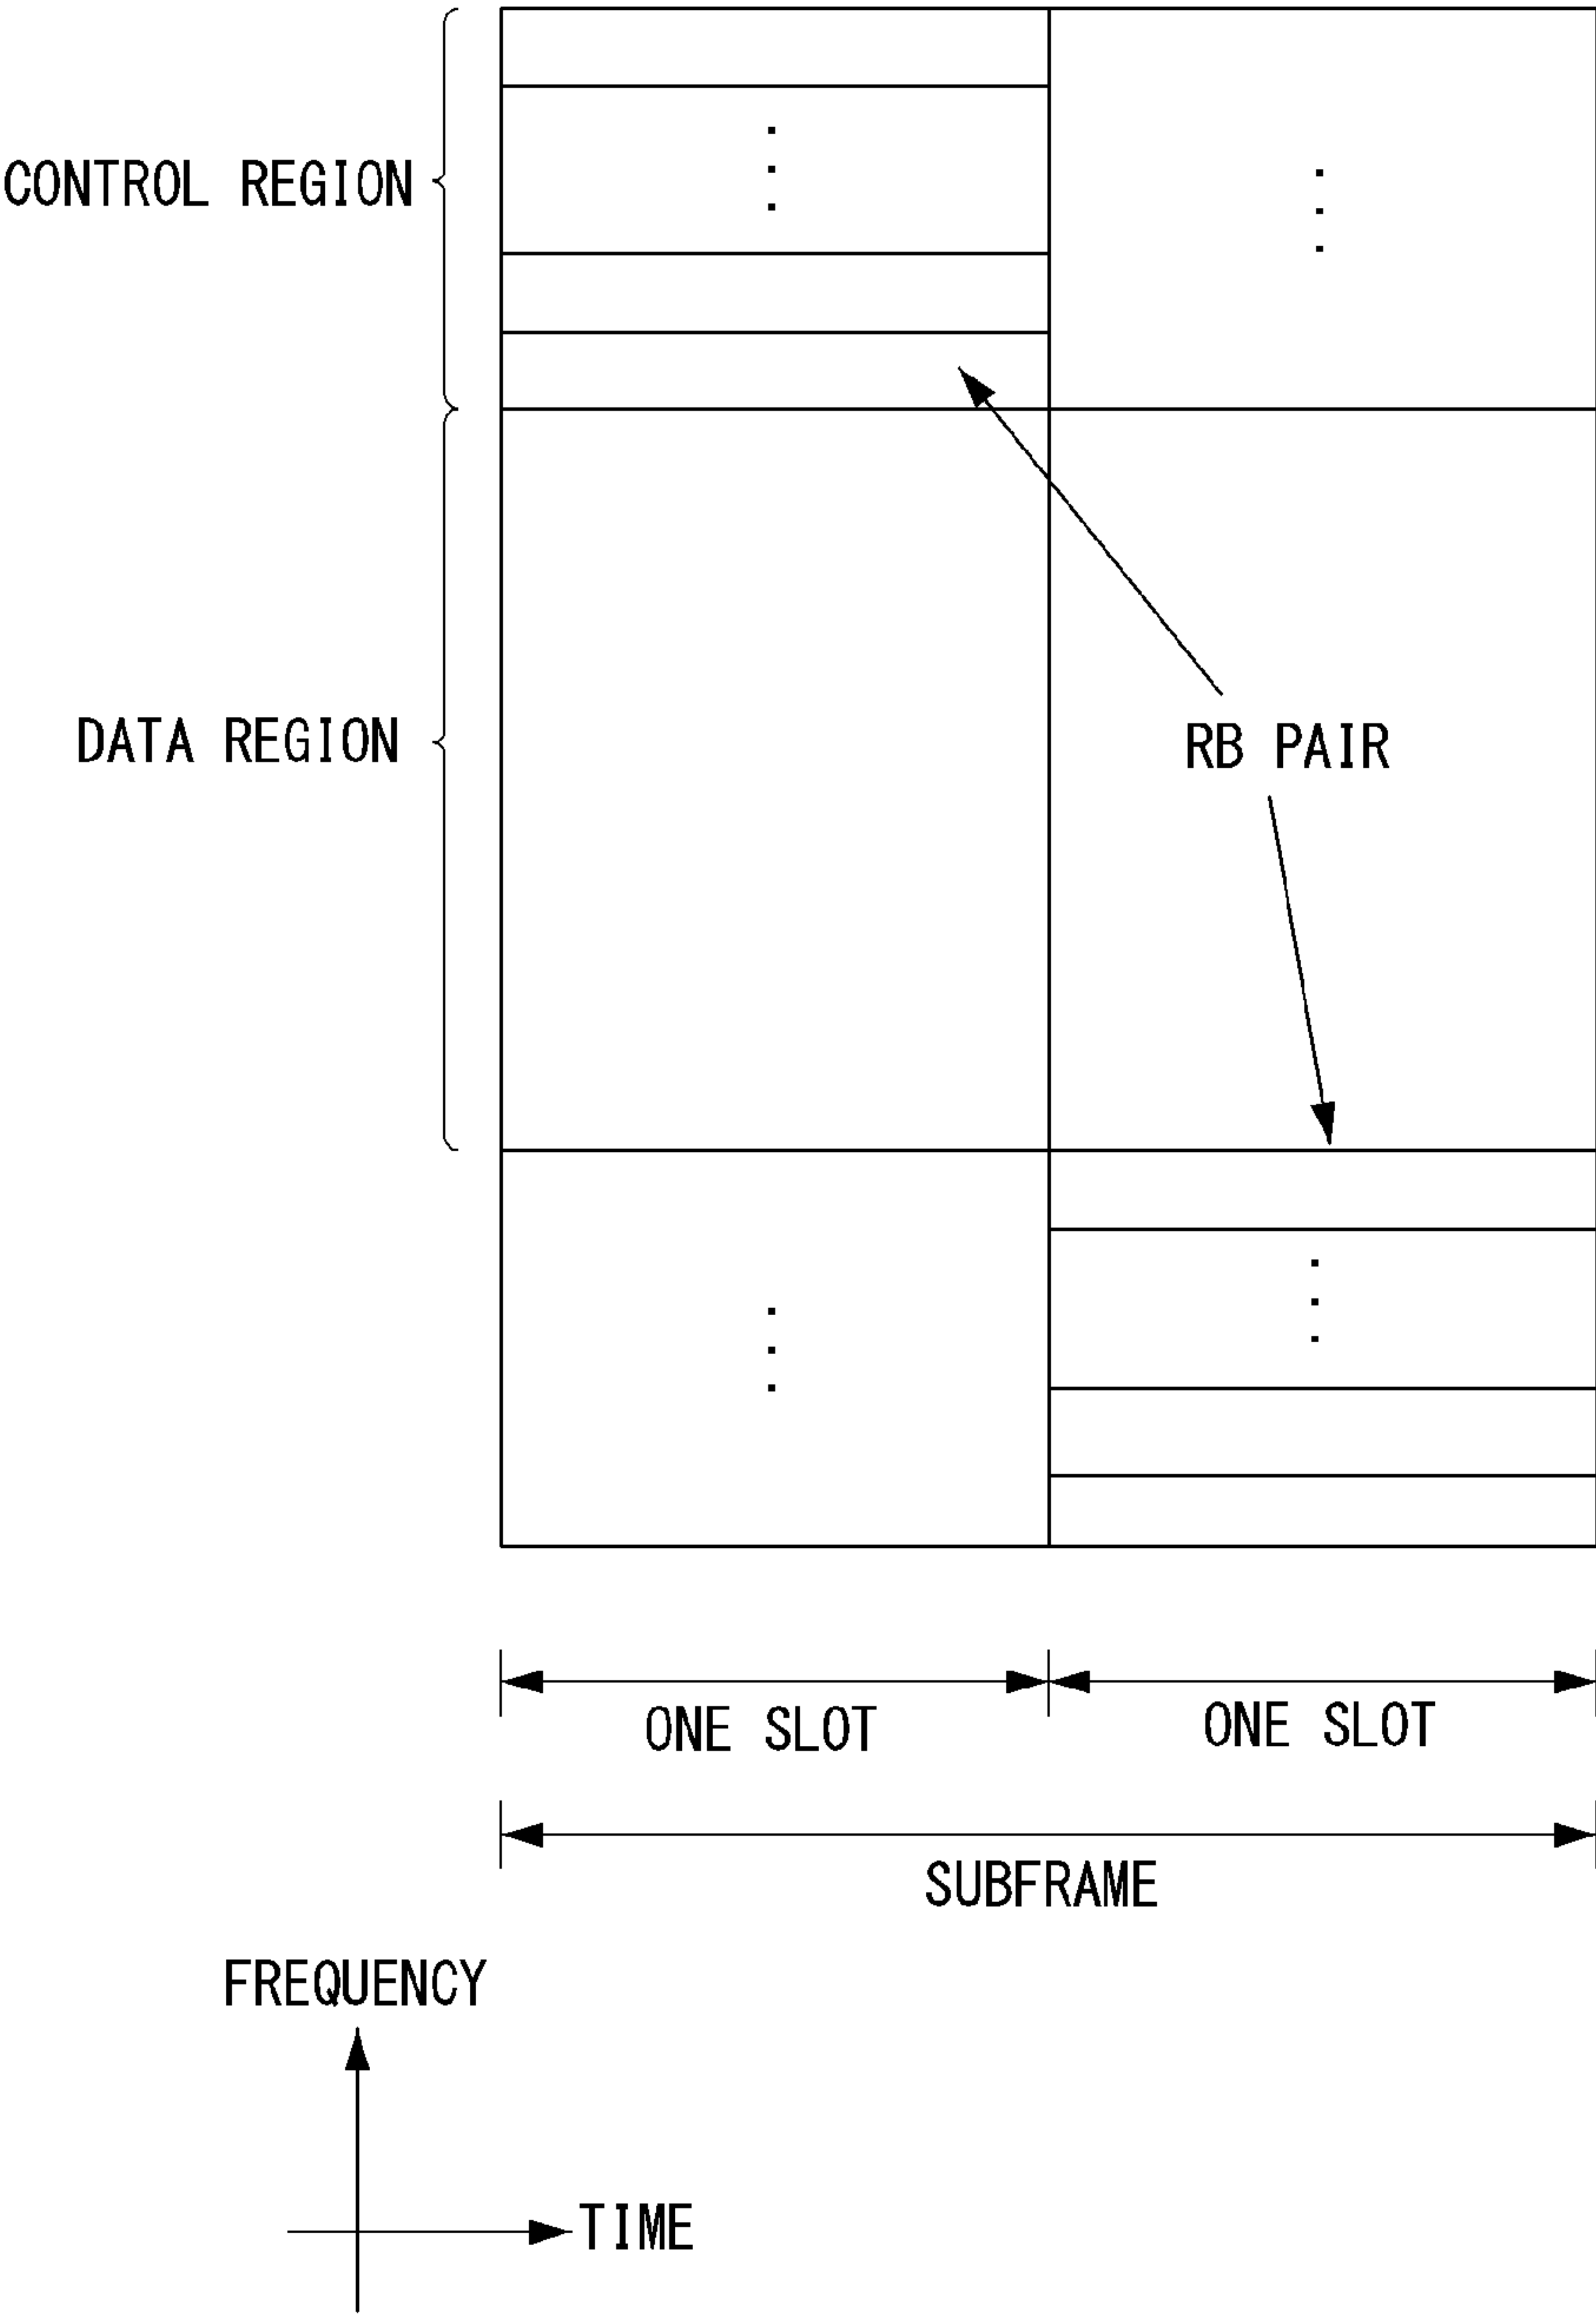 CONTROL REGION
DATA REGION
RB PAIR
ONE SLOT
ONE SLOT
SUBFRAME
FREQUENCY
TIME